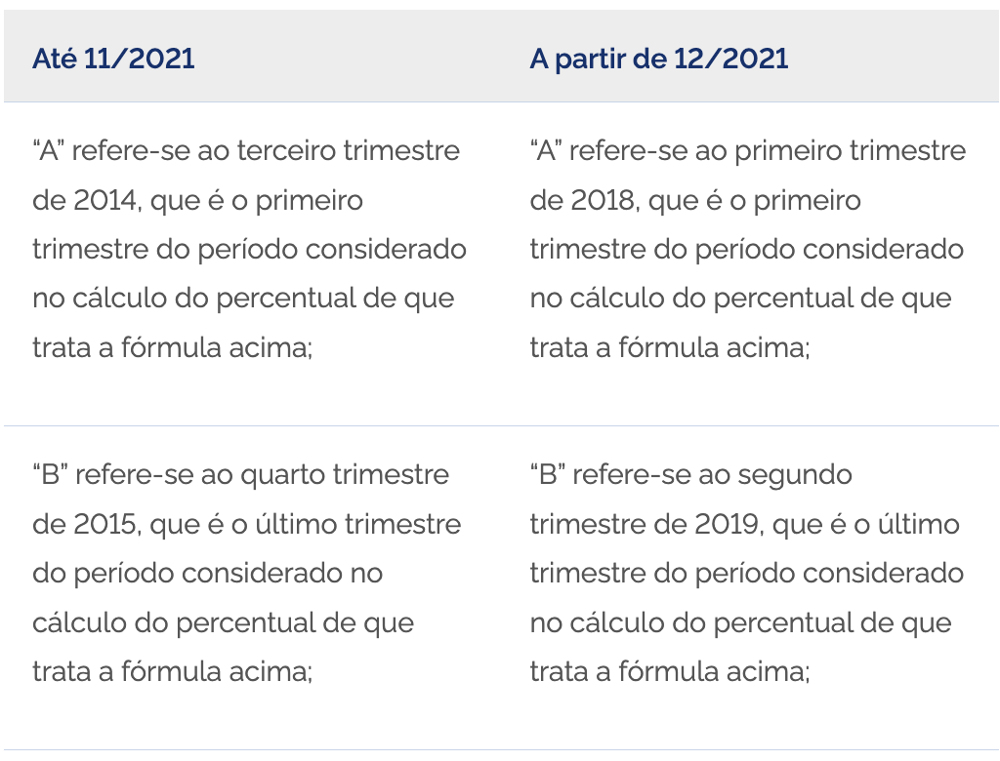 Até 11/2021
A partir de 12/2021
“A” refere-se ao terceiro trimestre
de 2014, que é o primeiro
trimestre do período considerado
no cálculo do percentual de que
trata a fórmula acima;
“A” refere-se ao primeiro trimestre
de 2018, que é o primeiro
trimestre do período considerado
no cálculo do percentual de que
trata a fórmula acima;
“B” refere-se ao quarto trimestre
de 2015, que é o último trimestre
do período considerado no
cálculo do percentual de que
trata a fórmula acima;
“B” refere-se ao segundo
trimestre de 2019, que é o último
trimestre do período considerado
no cálculo do percentual de que
trata a fórmula acima;